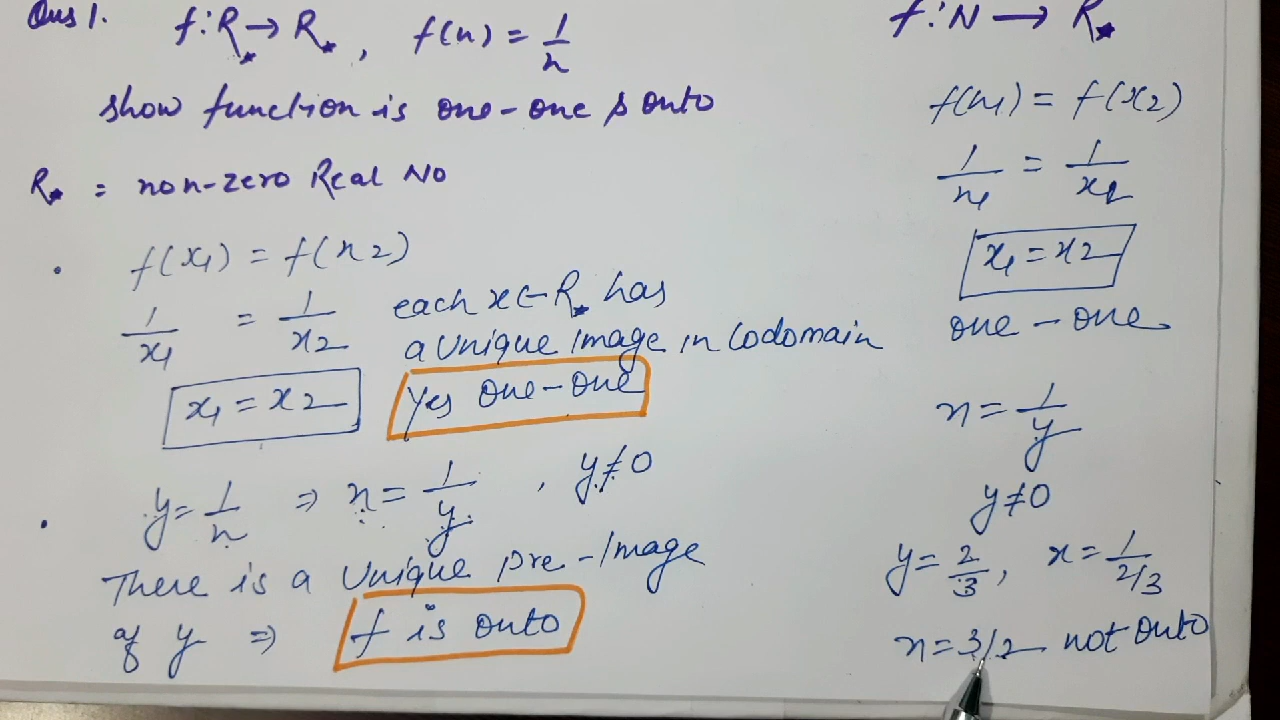 Qus 1. f: R⋆ → R⋆, f(x) = 1/x
show function is one-one & onto
R⋆ = non-zero Real No
• f(x1) = f(x2)
1/x1 = 1/x2 each x ∈ R⋆ has
a unique image in Codomain
x1 = x2 Yes one-one
• y = 1/x ⇒ x = 1/y, y ≠ 0
There is a Unique pre-Image
of y ⇒ f is onto
f: N → R⋆
f(x1) = f(x2)
1/x1 = 1/x2
x1 = x2
one-one
x = 1/y
y ≠ 0
y = 2/3, x = 1/2/3
x = 3/2 not onto